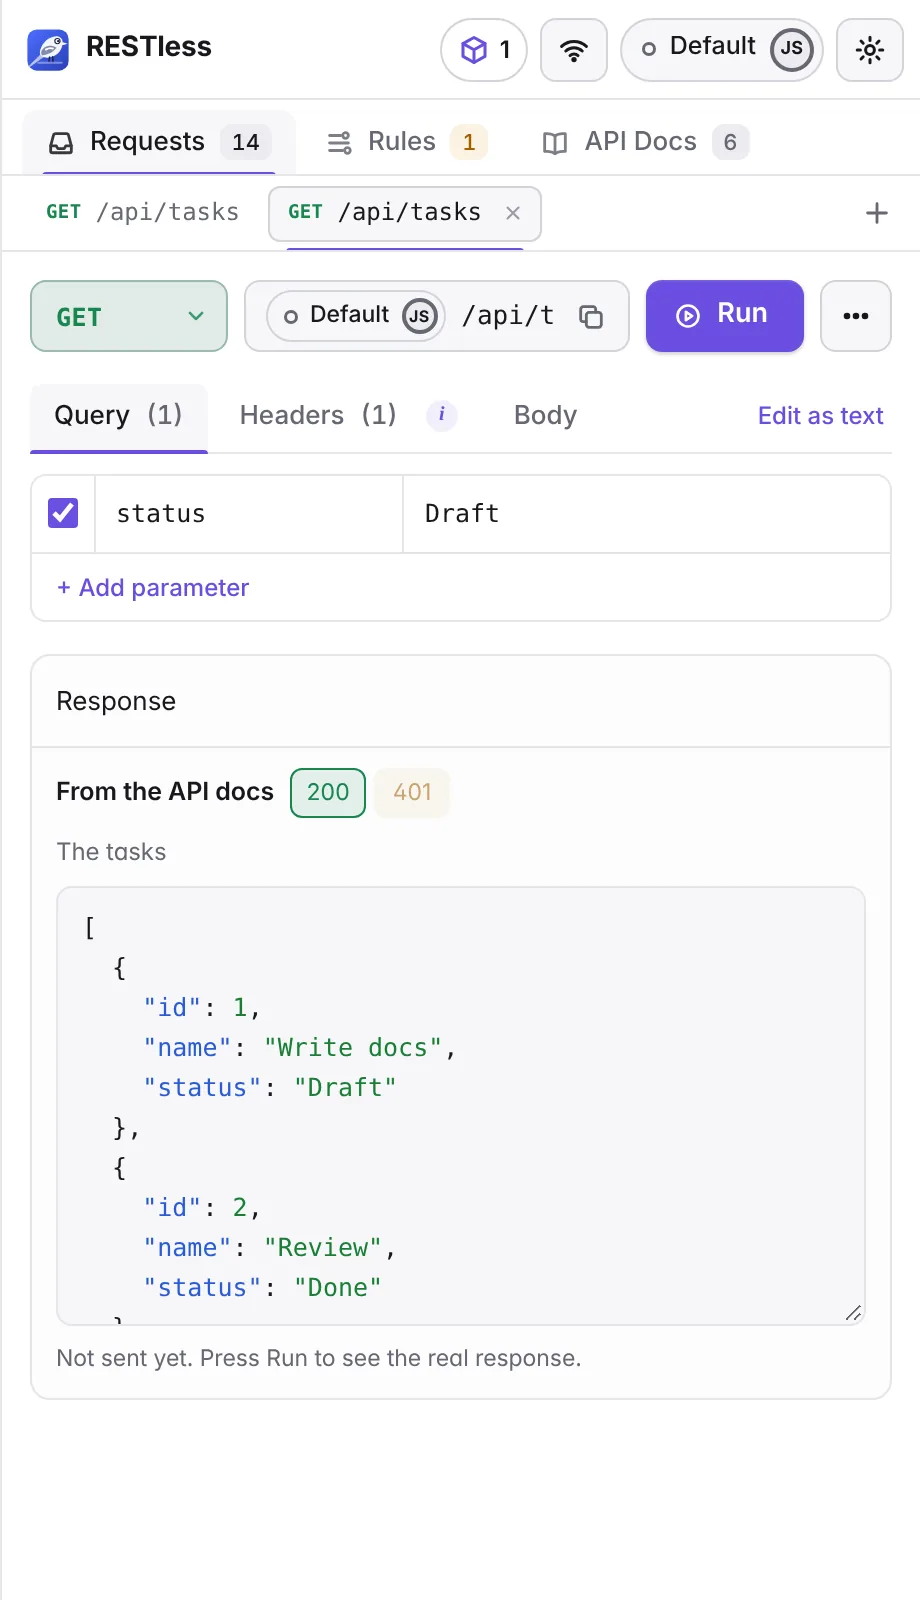 RESTless
1
Default JS
Requests 14
Rules 1
API Docs 6
GET /api/tasks
GET /api/tasks ×
+
GET
Default JS /api/t
Run
Query (1)
Headers (1) i
Body
Edit as text
status
Draft
+ Add parameter
Response
From the API docs 200 401
The tasks
[
  {
    "id": 1,
    "name": "Write docs",
    "status": "Draft"
  },
  {
    "id": 2,
    "name": "Review",
    "status": "Done"
  }
Not sent yet. Press Run to see the real response.